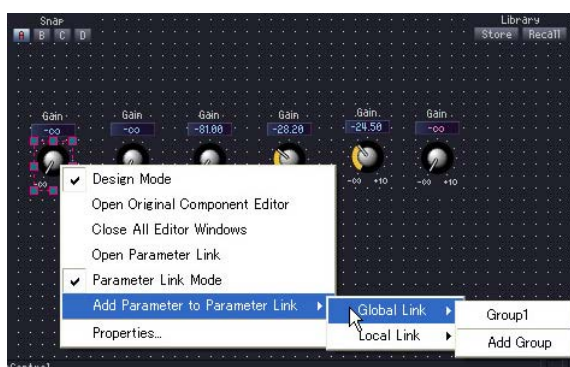 Snap
Library
A B C D
Store Recall
Gain Gain Gain Gain Gain Gain
-∞ -∞ -81.00 -28.20 -24.50 -∞
-∞
-∞ +10
-∞ +10
Design Mode
Open Original Component Editor
Close All Editor Windows
Open Parameter Link
Parameter Link Mode
Add Parameter to Parameter Link
Global Link
Group1
Properties...
Local Link
Add Group
Control